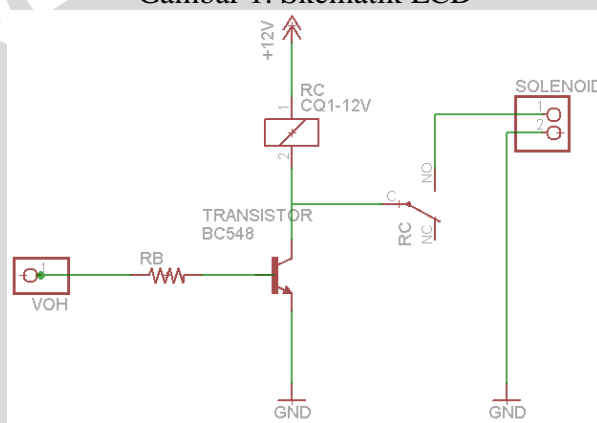 Gambar 1. Skematik LCD
+12V
RC
CQ1-12V
1
2
SOLENOID
1
2
NO
C
RC
NC
TRANSISTOR
BC548
RB
1
VOH
GND
GND